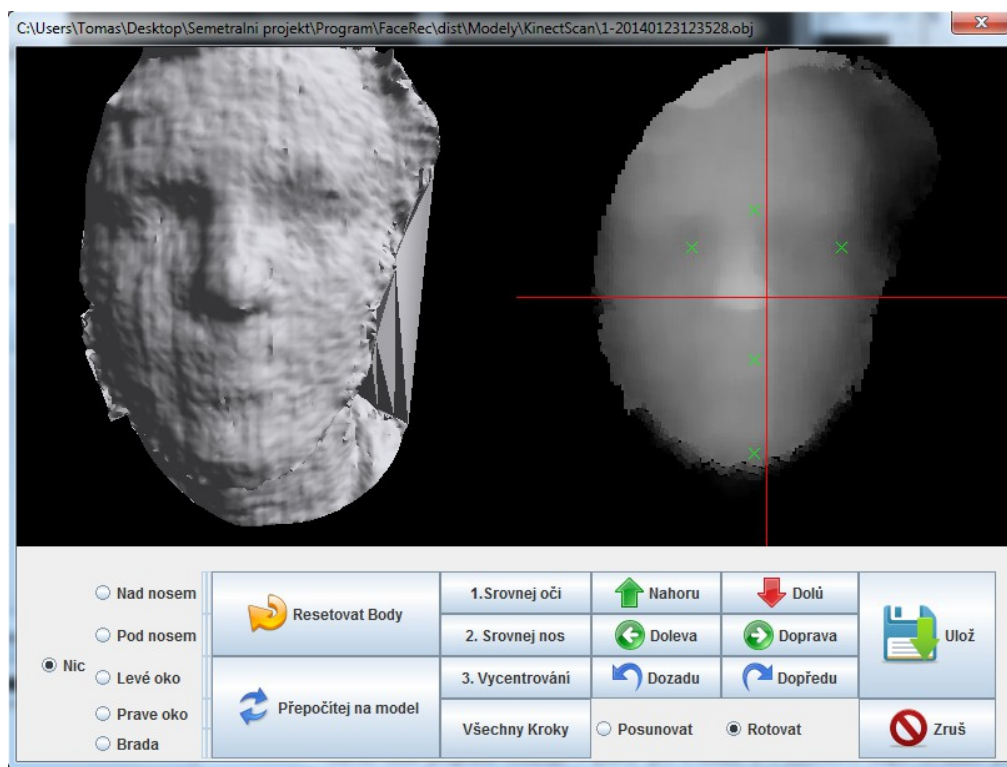 C:\Users\Tomas\Desktop\Semetralni projekt\Program\FaceRec\dist\Modely\KinectScan\1-20140123123528.obj
Nic
Nad nosem
Pod nosem
Levé oko
Prave oko
Brada
Resetovat Body
Přepočítej na model
1.Srovnej oči
2. Srovnej nos
3. Vycentrování
Všechny Kroky
Nahoru
Dolů
Doleva
Doprava
Dozadu
Dopředu
Posunovat
Rotovat
Ulož
Zruš